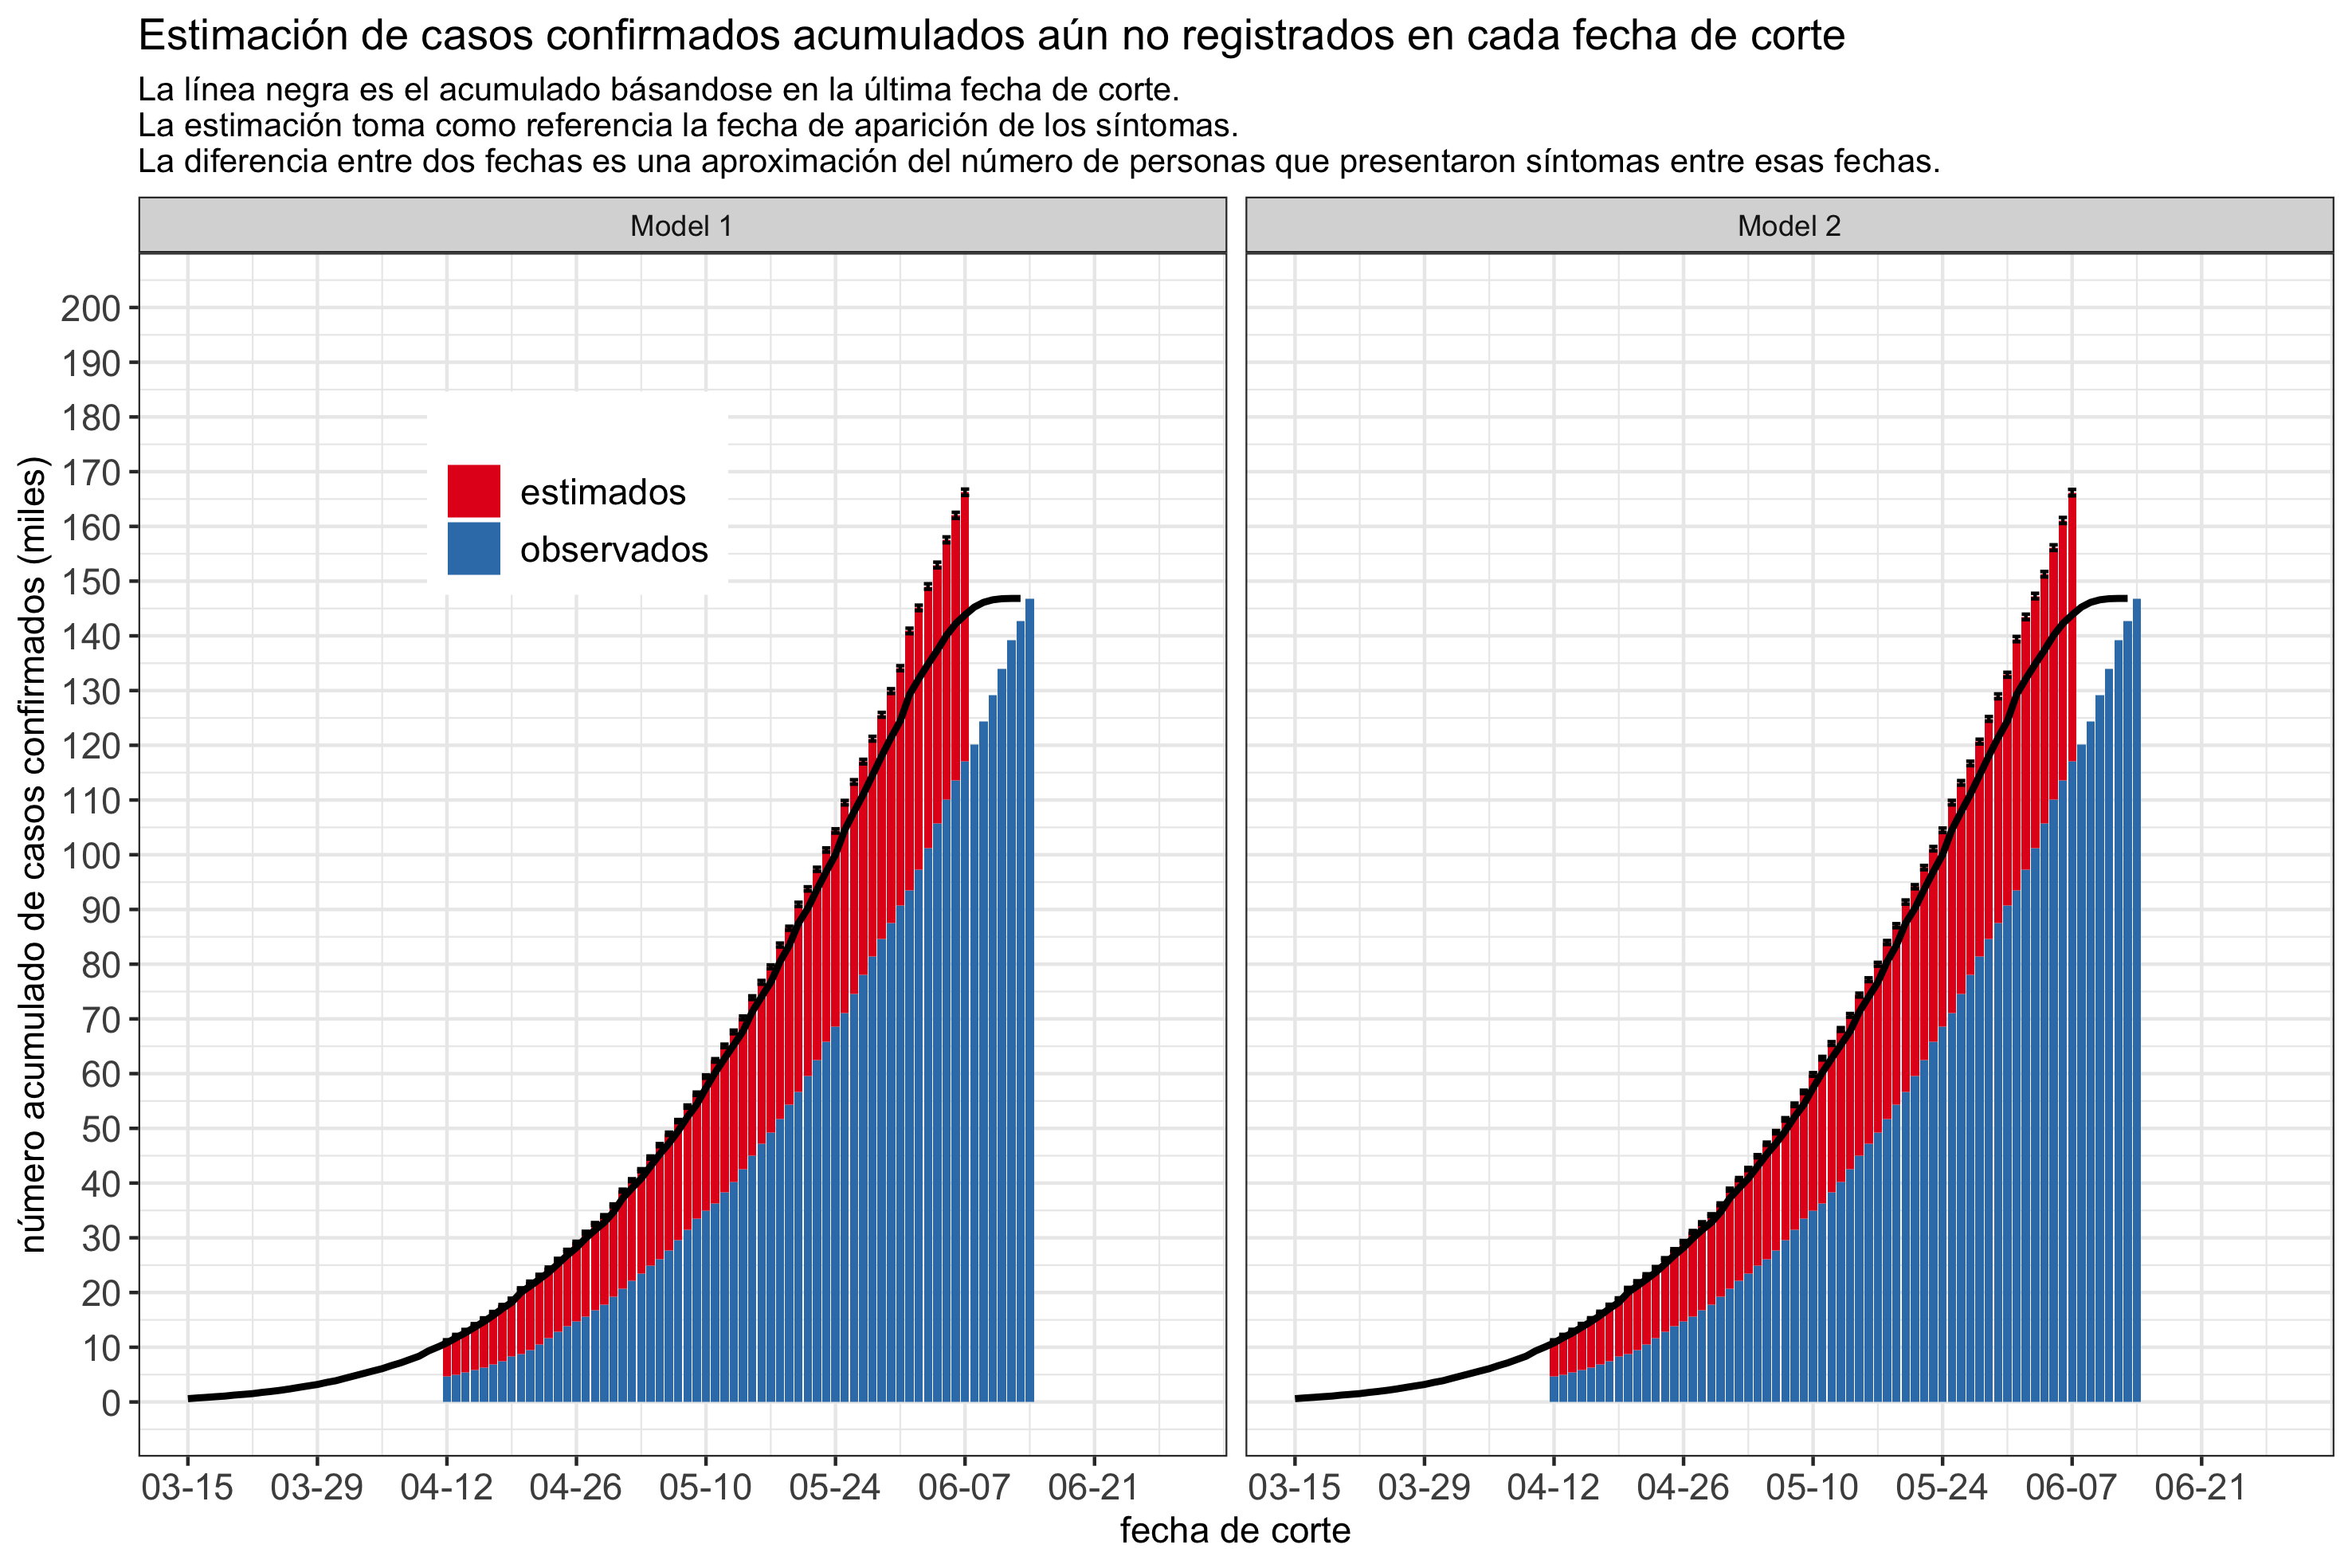 Estimación de casos confirmados acumulados aún no registrados en cada fecha de corte
La línea negra es el acumulado básandose en la última fecha de corte.
La estimación toma como referencia la fecha de aparición de los síntomas.
La diferencia entre dos fechas es una aproximación del número de personas que presentaron síntomas entre esas fechas.
Model 1
Model 2
número acumulado de casos confirmados (miles)
200
190
180
170
160
150
140
130
120
110
100
90
80
70
60
50
40
30
20
10
0
estimados
observados
03-15 03-29 04-12 04-26 05-10 05-24 06-07 06-21
03-15 03-29 04-12 04-26 05-10 05-24 06-07 06-21
fecha de corte